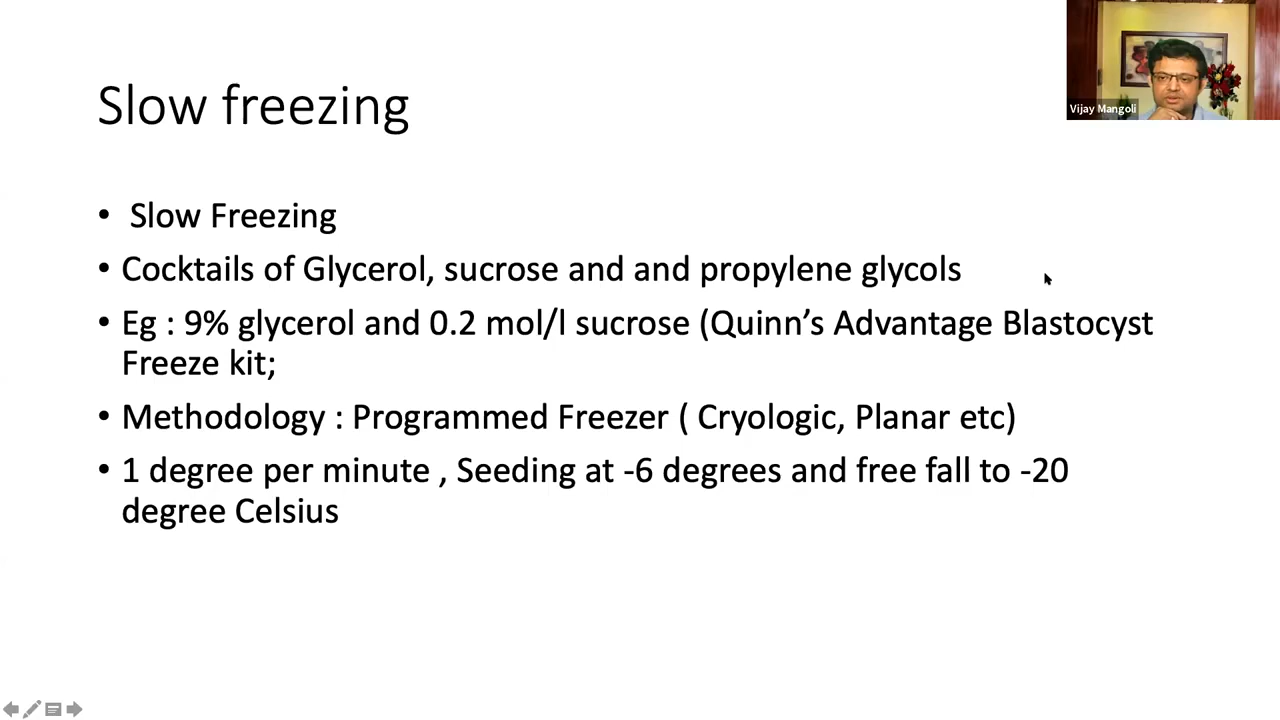 Slow freezing
Vijay Mangoli
• Slow Freezing
• Cocktails of Glycerol, sucrose and and propylene glycols
• Eg : 9% glycerol and 0.2 mol/l sucrose (Quinn’s Advantage Blastocyst
Freeze kit;
• Methodology : Programmed Freezer ( Cryologic, Planar etc)
• 1 degree per minute , Seeding at -6 degrees and free fall to -20
degree Celsius